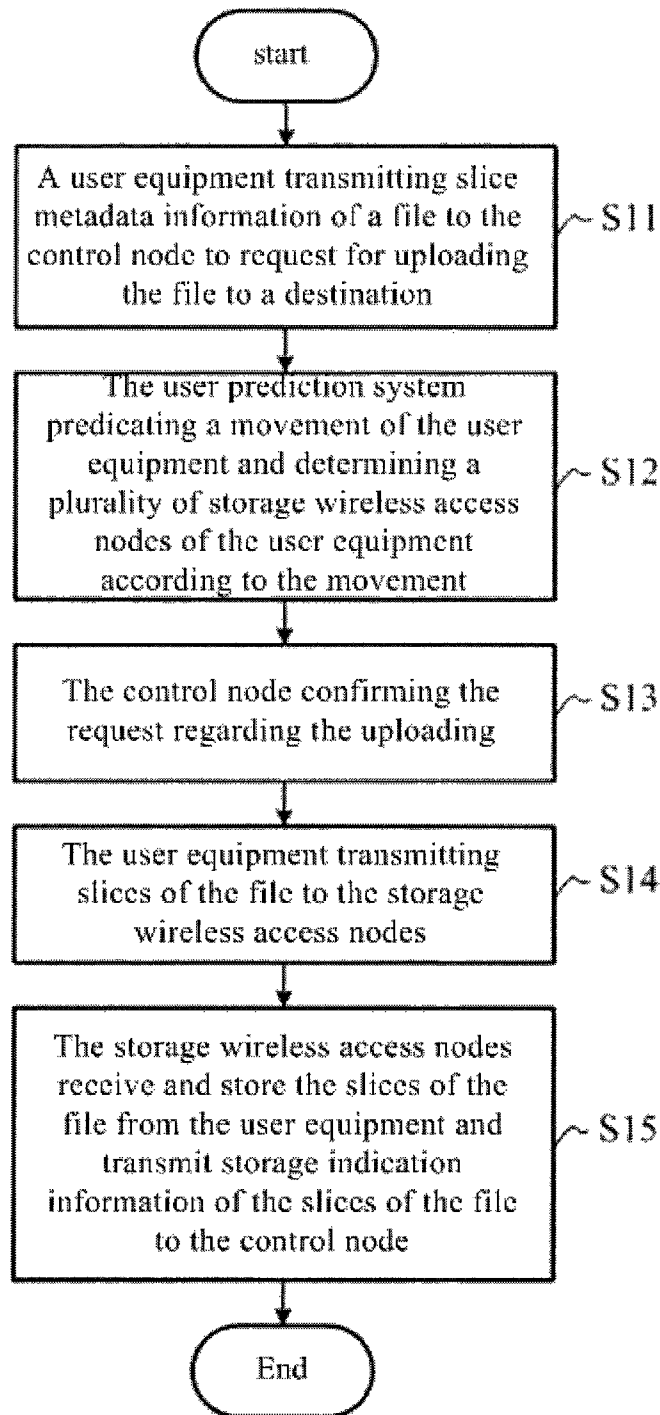 start
A user equipment transmitting slice
metadata information of a file to the
control node to request for uploading
the file to a destination
S11
The user prediction system
predicating a movement of the user
equipment and determining a
plurality of storage wireless access
nodes of the user equipment
according to the movement
S12
The control node confirming the
request regarding the uploading
S13
The user equipment transmitting
slices of the file to the storage
wireless access nodes
S14
The storage wireless access nodes
receive and store the slices of the
file from the user equipment and
transmit storage indication
information of the slices of the file
to the control node
S15
End